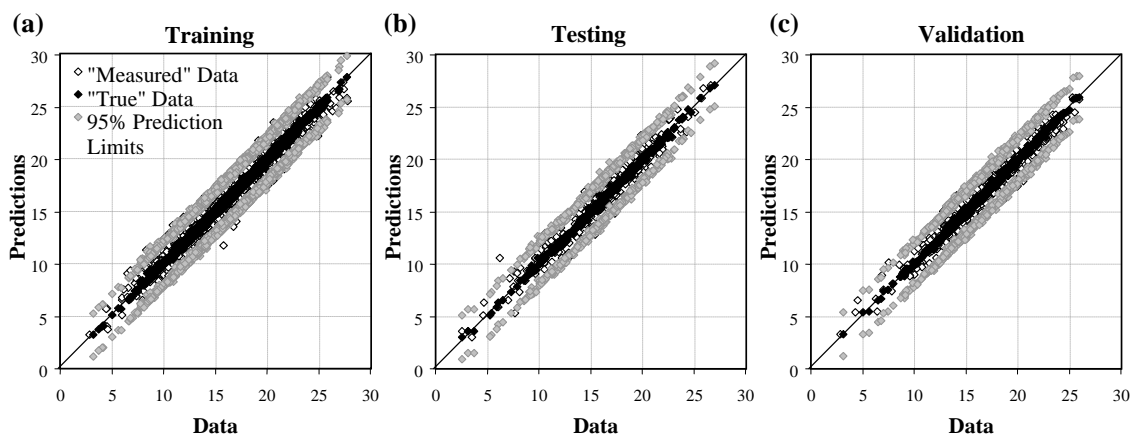 (a)
Training
Predictions
30
25
20
15
10
5
0
"Measured" Data
"True" Data
95% Prediction
Limits
0 5 10 15 20 25 30
Data
(b)
Testing
Predictions
30
25
20
15
10
5
0
0 5 10 15 20 25 30
Data
(c)
Validation
Predictions
30
25
20
15
10
5
0
0 5 10 15 20 25 30
Data